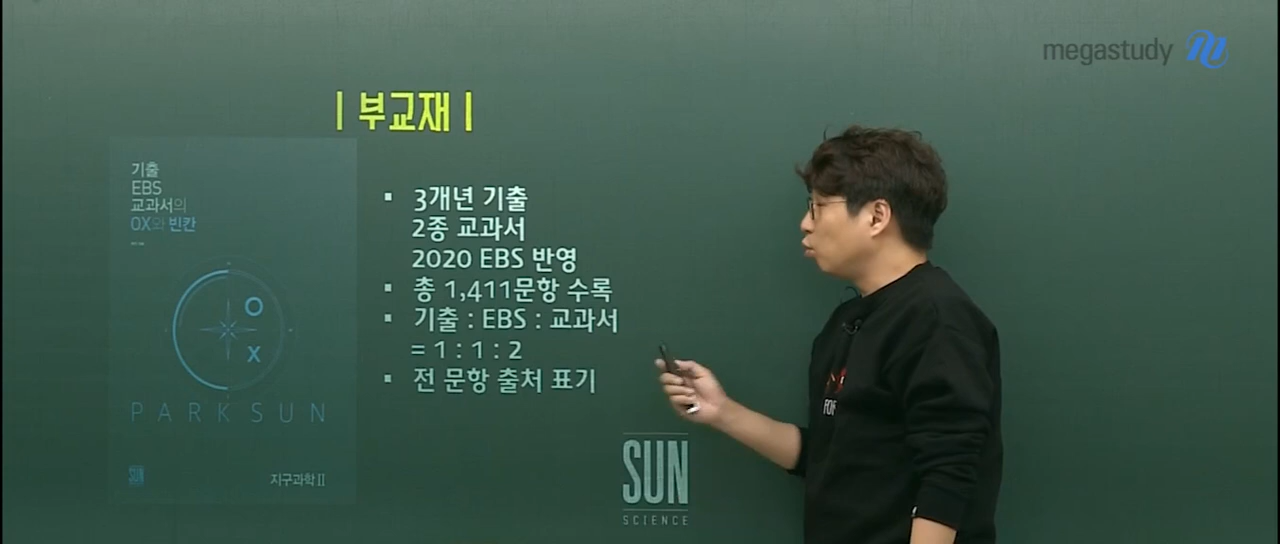 megastudy
| 부교재 |
기출
EBS
교과서의
OX와 빈칸
O
X
PARK SUN
SUN
지구과학 II
▪ 3개년 기출
2종 교과서
2020 EBS 반영
▪ 총 1,411문항 수록
▪ 기출 : EBS : 교과서
= 1 : 1 : 2
▪ 전 문항 출처 표기
SUN
SCIENCE